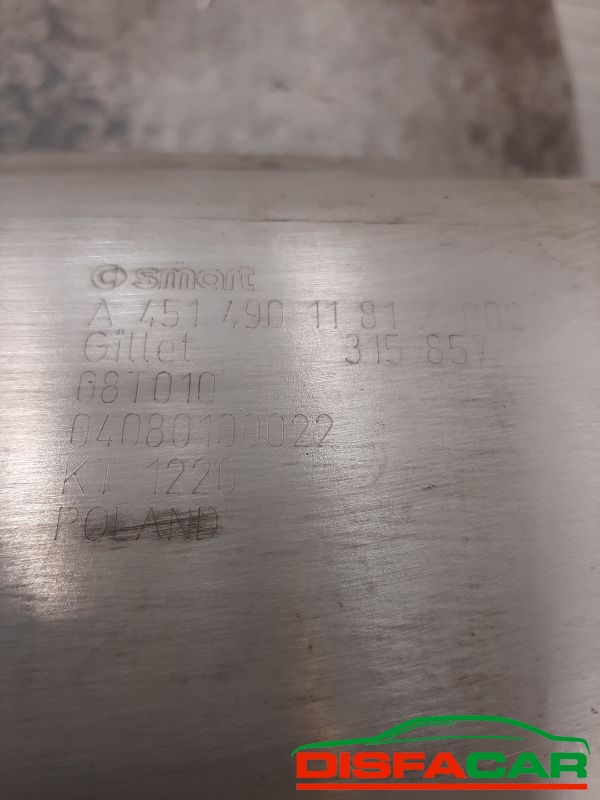 smart
A 451 490 11 81 / 002
Gillet 315 857
08T010
04080100022
KT 1220
POLAND
DISFACAR